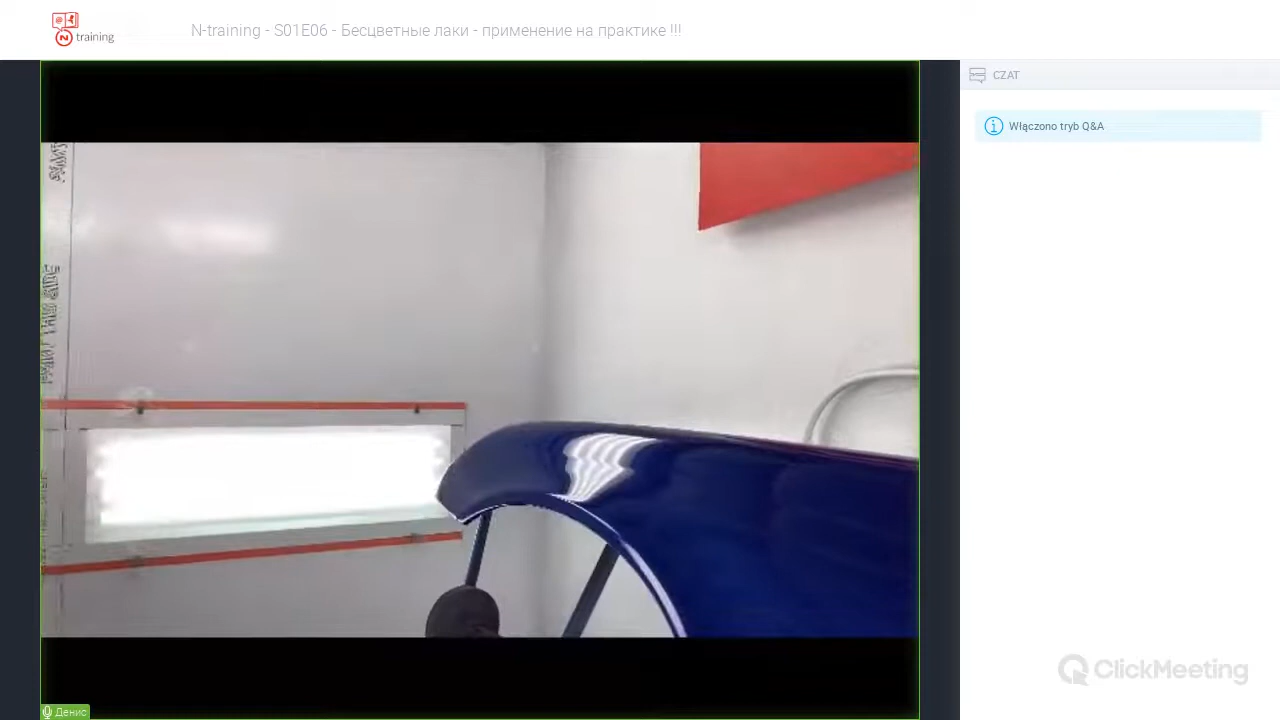 N training
N-training - S01E06 - Бесцветные лаки - применение на практике !!!
CZAT
Włączono tryb Q&A
Денис
ClickMeeting